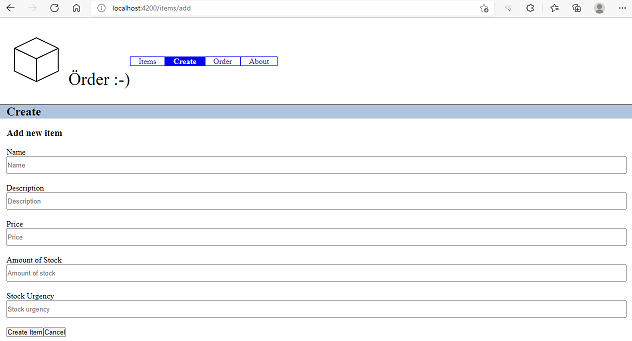 localhost:4200/items/add
Örder :-)
Items Create Order About
Create
Add new item
Name
Name
Description
Description
Price
Price
Amount of Stock
Amount of stock
Stock Urgency
Stock urgency
Create Item Cancel